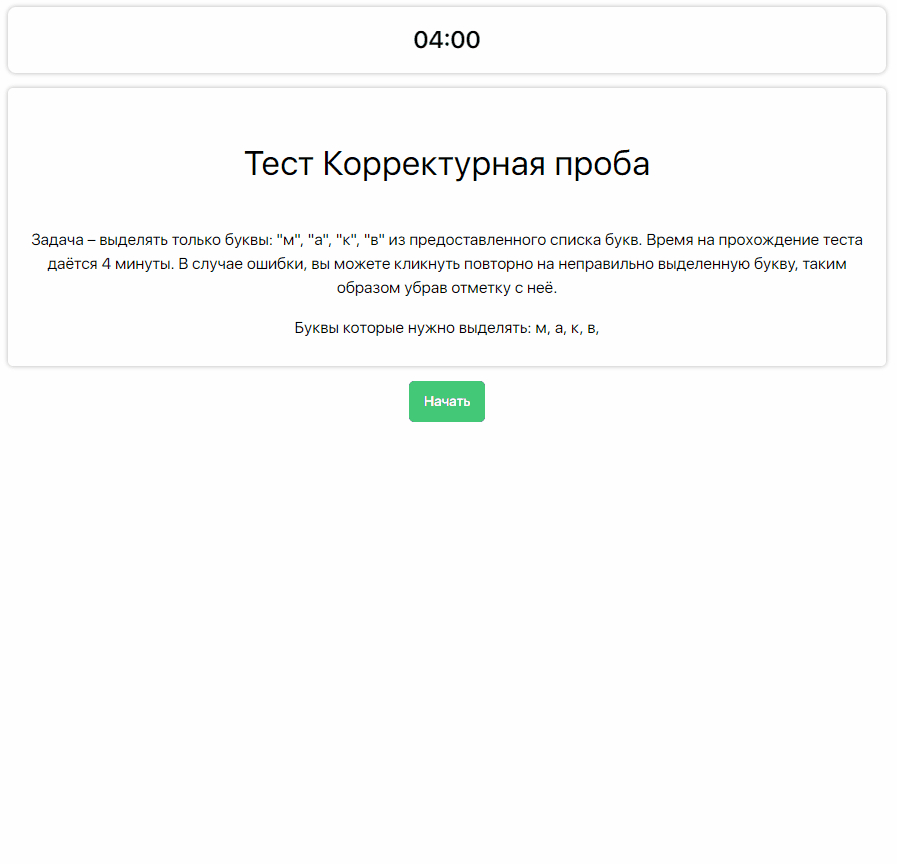 04:00
Тест Корректурная проба
Задача – выделять только буквы: "м", "а", "к", "в" из предоставленного списка букв. Время на прохождение теста
даётся 4 минуты. В случае ошибки, вы можете кликнуть повторно на неправильно выделенную букву, таким
образом убрав отметку с неё.
Буквы которые нужно выделять: м, а, к, в,
Начать